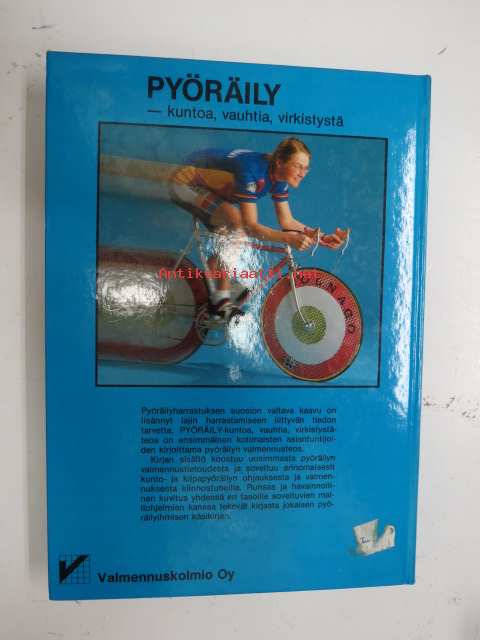 PYÖRÄILY
— kuntoa, vauhtia, virkistystä
Antikvariaatti.net
OLNAGO
Pyöräilyharrastuksen suosion valtava kasvu on
lisännyt lajin harrastamiseen liittyvän tiedon
tarvetta. PYÖRÄILY-kuntoa, vauhtia, virkistystä-
teos on ensimmäinen kotimaisten asiantuntijoi-
den kirjoittama pyöräilyn valmennusteos.
Kirjan sisältö koostuu uusimmasta pyöräilyn
valmennustietoudesta ja soveltuu erinomaisesti
kunto- ja kilpapyöräilyn ohjauksesta ja valmen-
nuksesta kiinnostuneille. Runsas ja havainnolli-
nen kuvitus yhdessä eri tasoille soveltuvien mal-
liohjelmien kanssa tekevät kirjasta jokaisen pyö-
räilyihmisen käsikirjan.
Valmennuskolmio Oy